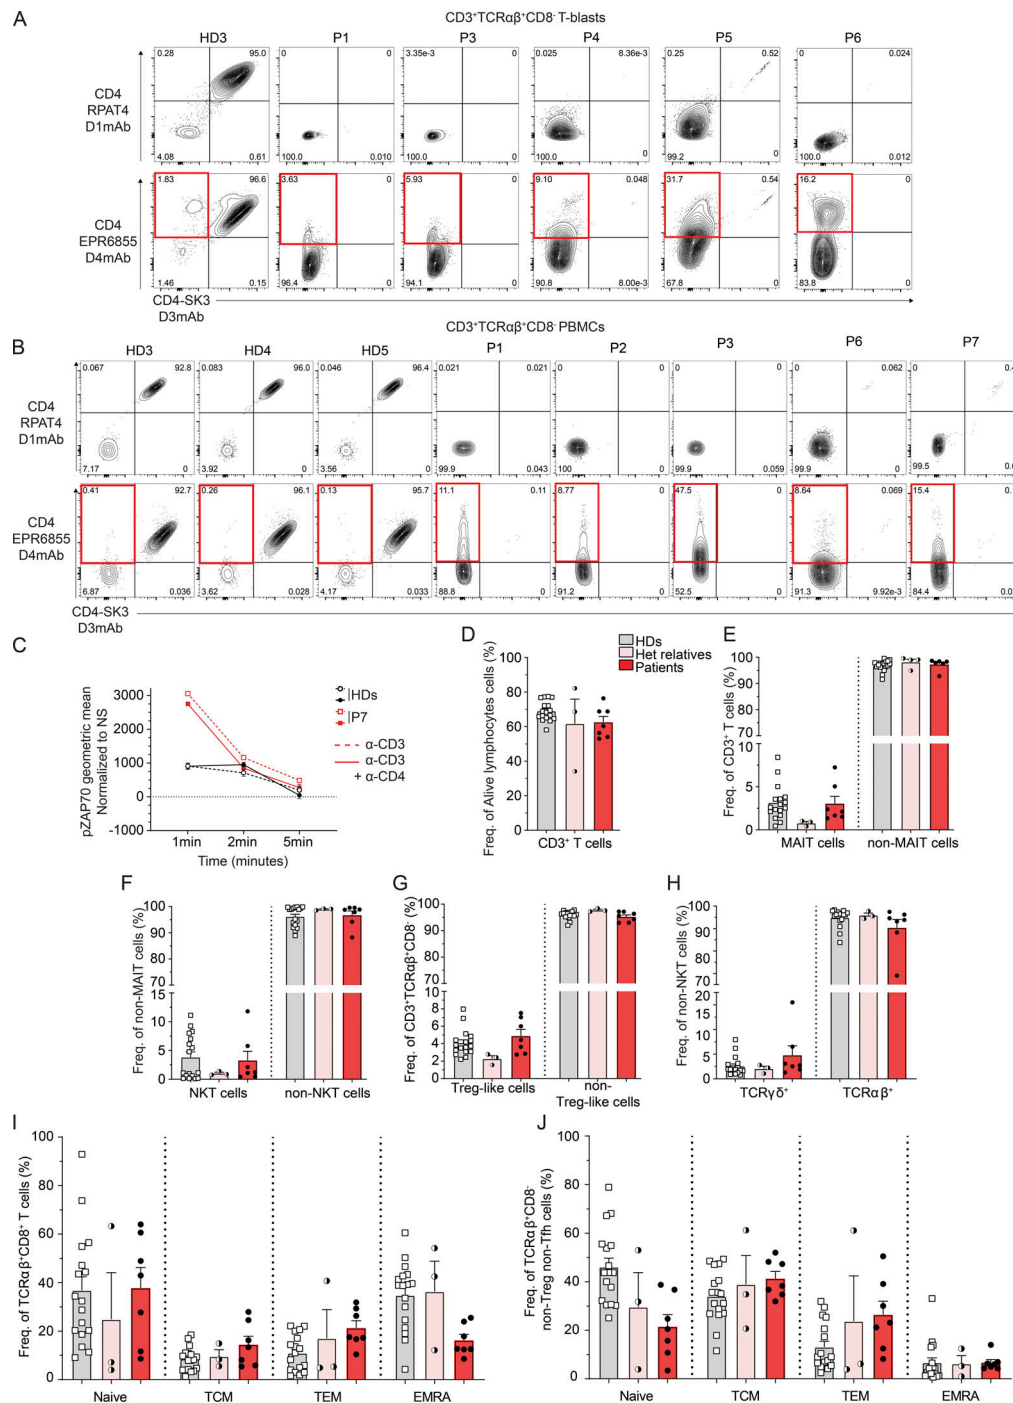 A
CD3⁺TCRαβ⁺CD8⁻ T-blasts
HD3 P1 P3 P4 P5 P6
CD4
RPAT4
D1mAb
0.28 95.0 0 0 3.35e-3 0 0.025 8.36e-3 0.25 0.52 0 0.024
4.08 0.61 100.0 0.010 100.0 0 100.0 0 99.2 0 100.0 0.012
CD4
EPR6855
D4mAb
1.83 96.6 3.63 0 5.93 0 9.10 0.048 31.7 0.54 16.2 0
1.46 0.15 96.4 0 94.1 0 90.8 8.00e-3 67.8 0 83.8 0
CD4-SK3
D3mAb
CD3⁺TCRαβ⁺CD8⁻ PBMCs
B
HD3 HD4 HD5 P1 P2 P3 P6 P7
CD4
RPAT4
D1mAb
0.067 92.8 0.083 96.0 0.046 96.4 0.021 0.021 0 0 0 0 0 0.062 0
7.17 0 3.92 0 3.56 0 99.9 0.043 100 0 99.9 0.059 99.9 0 99.5
CD4
EPR6855
D4mAb
0.41 92.7 0.26 96.1 0.13 95.7 11.1 0.11 8.77 0 47.5 0 8.64 0.069 15.4
6.87 0.036 3.62 0.028 4.17 0.033 88.8 0 91.2 0 52.5 0 91.3 9.92e-3 84.4
CD4-SK3
D3mAb
C
pZAP70 geometric mean
Normalized to NS
3000
2000
1000
0
-1000
1min 2min 5min
Time (minutes)
HDs
P7
α-CD3
α-CD3
+ α-CD4
D
HDs
Het relatives
Patients
Freq. of Alive lymphocytes cells (%)
100
80
60
40
20
0
CD3⁺ T cells
E
Freq. of CD3⁺ T cells (%)
100
90
80
70
10
5
0
MAIT cells non-MAIT cells
F
Freq. of non-MAIT cells (%)
100
90
80
70
15
10
5
0
NKT cells non-NKT cells
G
Freq. of CD3⁺TCRαβ⁺CD8⁻ (%)
100
90
80
70
10
8
6
4
2
0
Treg-like cells non-
Treg-like cells
H
Freq. of non-NKT cells (%)
100
90
80
70
20
15
10
5
0
TCRγδ⁺ TCRαβ⁺
I
Freq. of TCRαβ⁺CD8⁺ T cells (%)
100
80
60
40
20
0
Naive TCM TEM EMRA
J
Freq. of TCRαβ⁺CD8⁻
non-Treg non-Tfh cells (%)
100
80
60
40
20
0
Naive TCM TEM EMRA